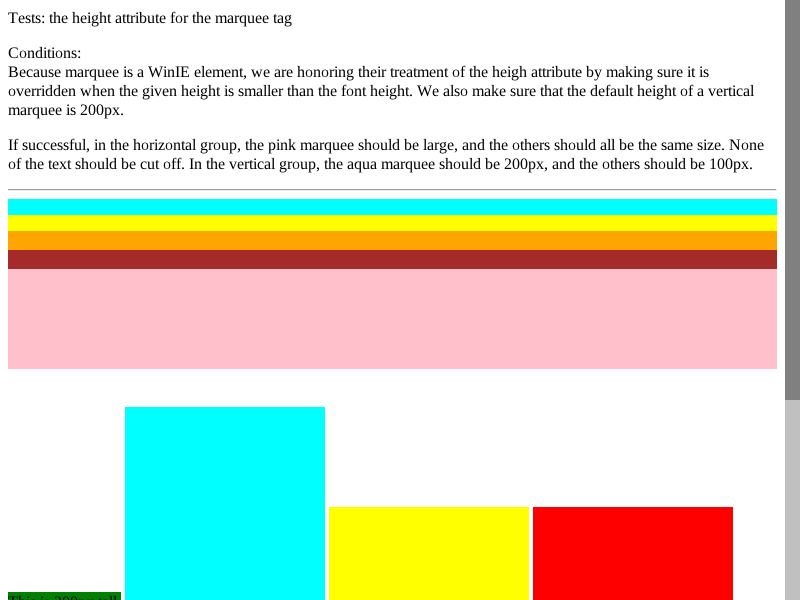 Tests: the height attribute for the marquee tag
Conditions:
Because marquee is a WinIE element, we are honoring their treatment of the heigh attribute by making sure it is
overridden when the given height is smaller than the font height. We also make sure that the default height of a vertical
marquee is 200px.
If successful, in the horizontal group, the pink marquee should be large, and the others should all be the same size. None
of the text should be cut off. In the vertical group, the aqua marquee should be 200px, and the others should be 100px.
This is 200px tall